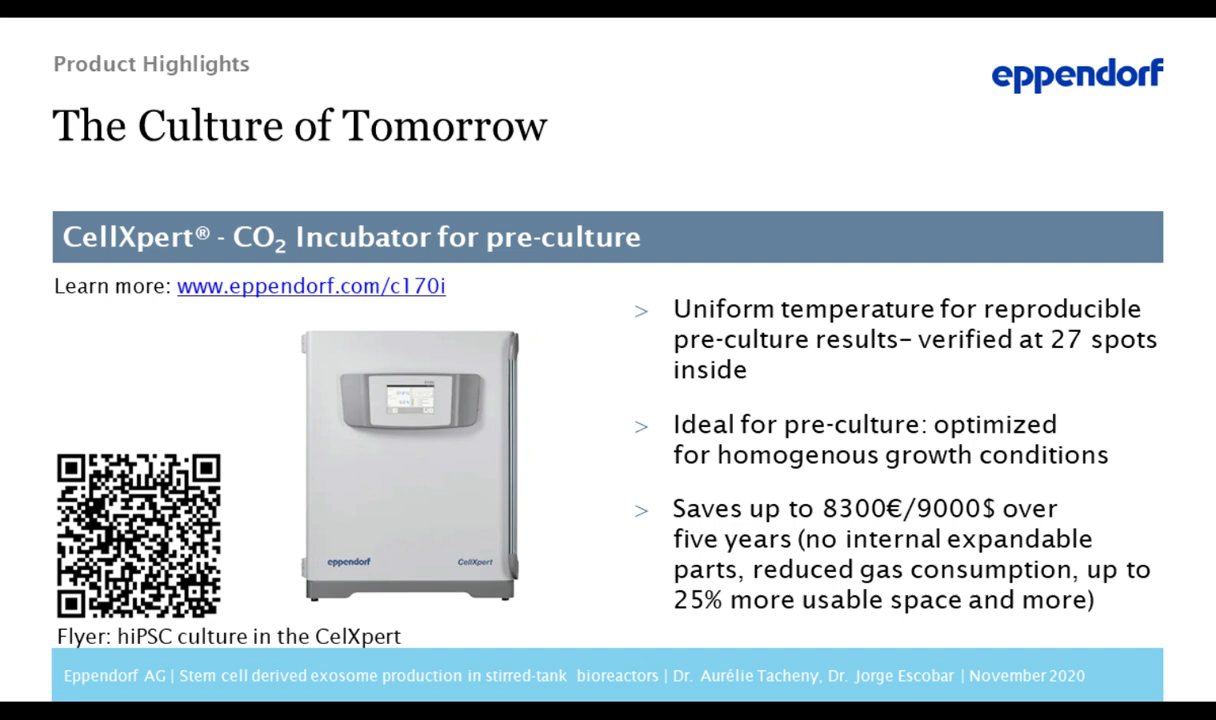 Product Highlights
eppendorf
The Culture of Tomorrow
CellXpert® - CO₂ Incubator for pre-culture
Learn more: www.eppendorf.com/c170i
> Uniform temperature for reproducible
pre-culture results– verified at 27 spots
inside
> Ideal for pre-culture: optimized
for homogenous growth conditions
> Saves up to 8300€/9000$ over
five years (no internal expandable
parts, reduced gas consumption, up to
25% more usable space and more)
eppendorf
CellXpert
Flyer: hiPSC culture in the CelXpert
Eppendorf AG | Stem cell derived exosome production in stirred-tank bioreactors | Dr. Aurélie Tacheny, Dr. Jorge Escobar | November 2020